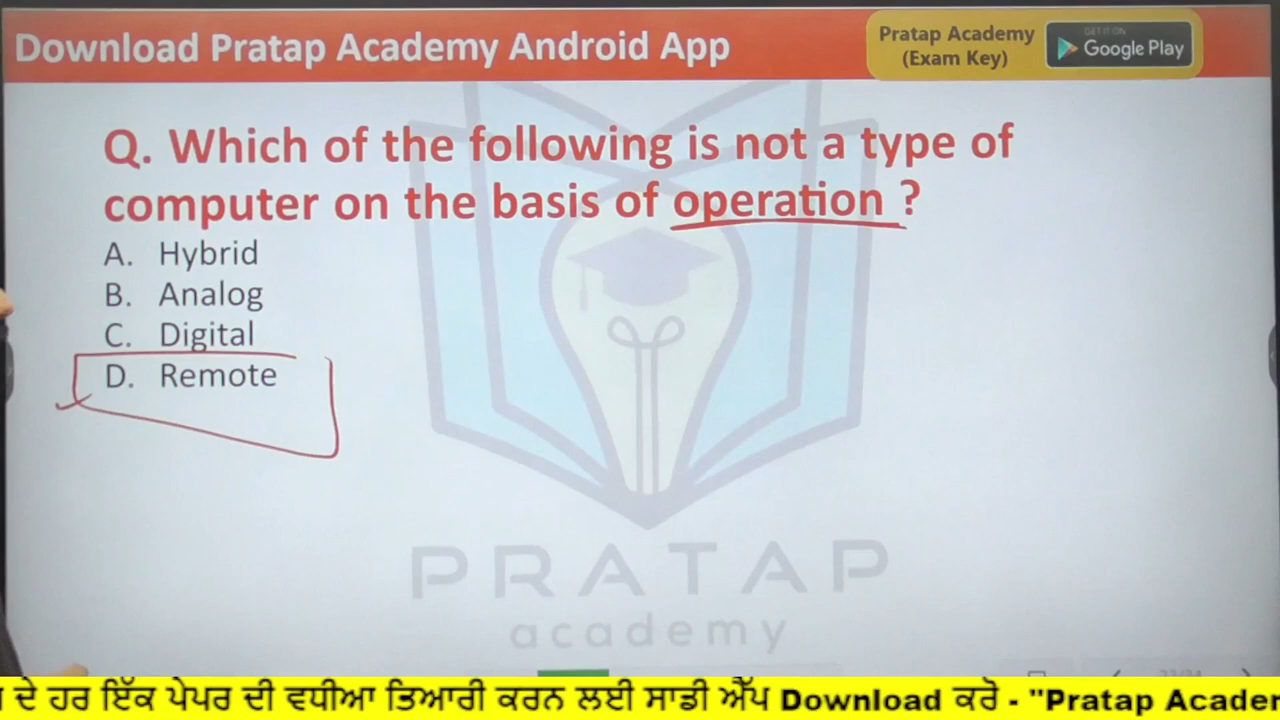 Download Pratap Academy Android App
Pratap Academy
(Exam Key)
GET IT ON
Google Play
Q. Which of the following is not a type of
computer on the basis of operation ?
A. Hybrid
B. Analog
C. Digital
D. Remote
PRATAP
academy
ਦੇ ਹਰ ਇੱਕ ਪੇਪਰ ਦੀ ਵਧੀਆ ਤਿਆਰੀ ਕਰਨ ਲਈ ਸਾਡੀ ਐਪ Download ਕਰੋ - "Pratap Acade